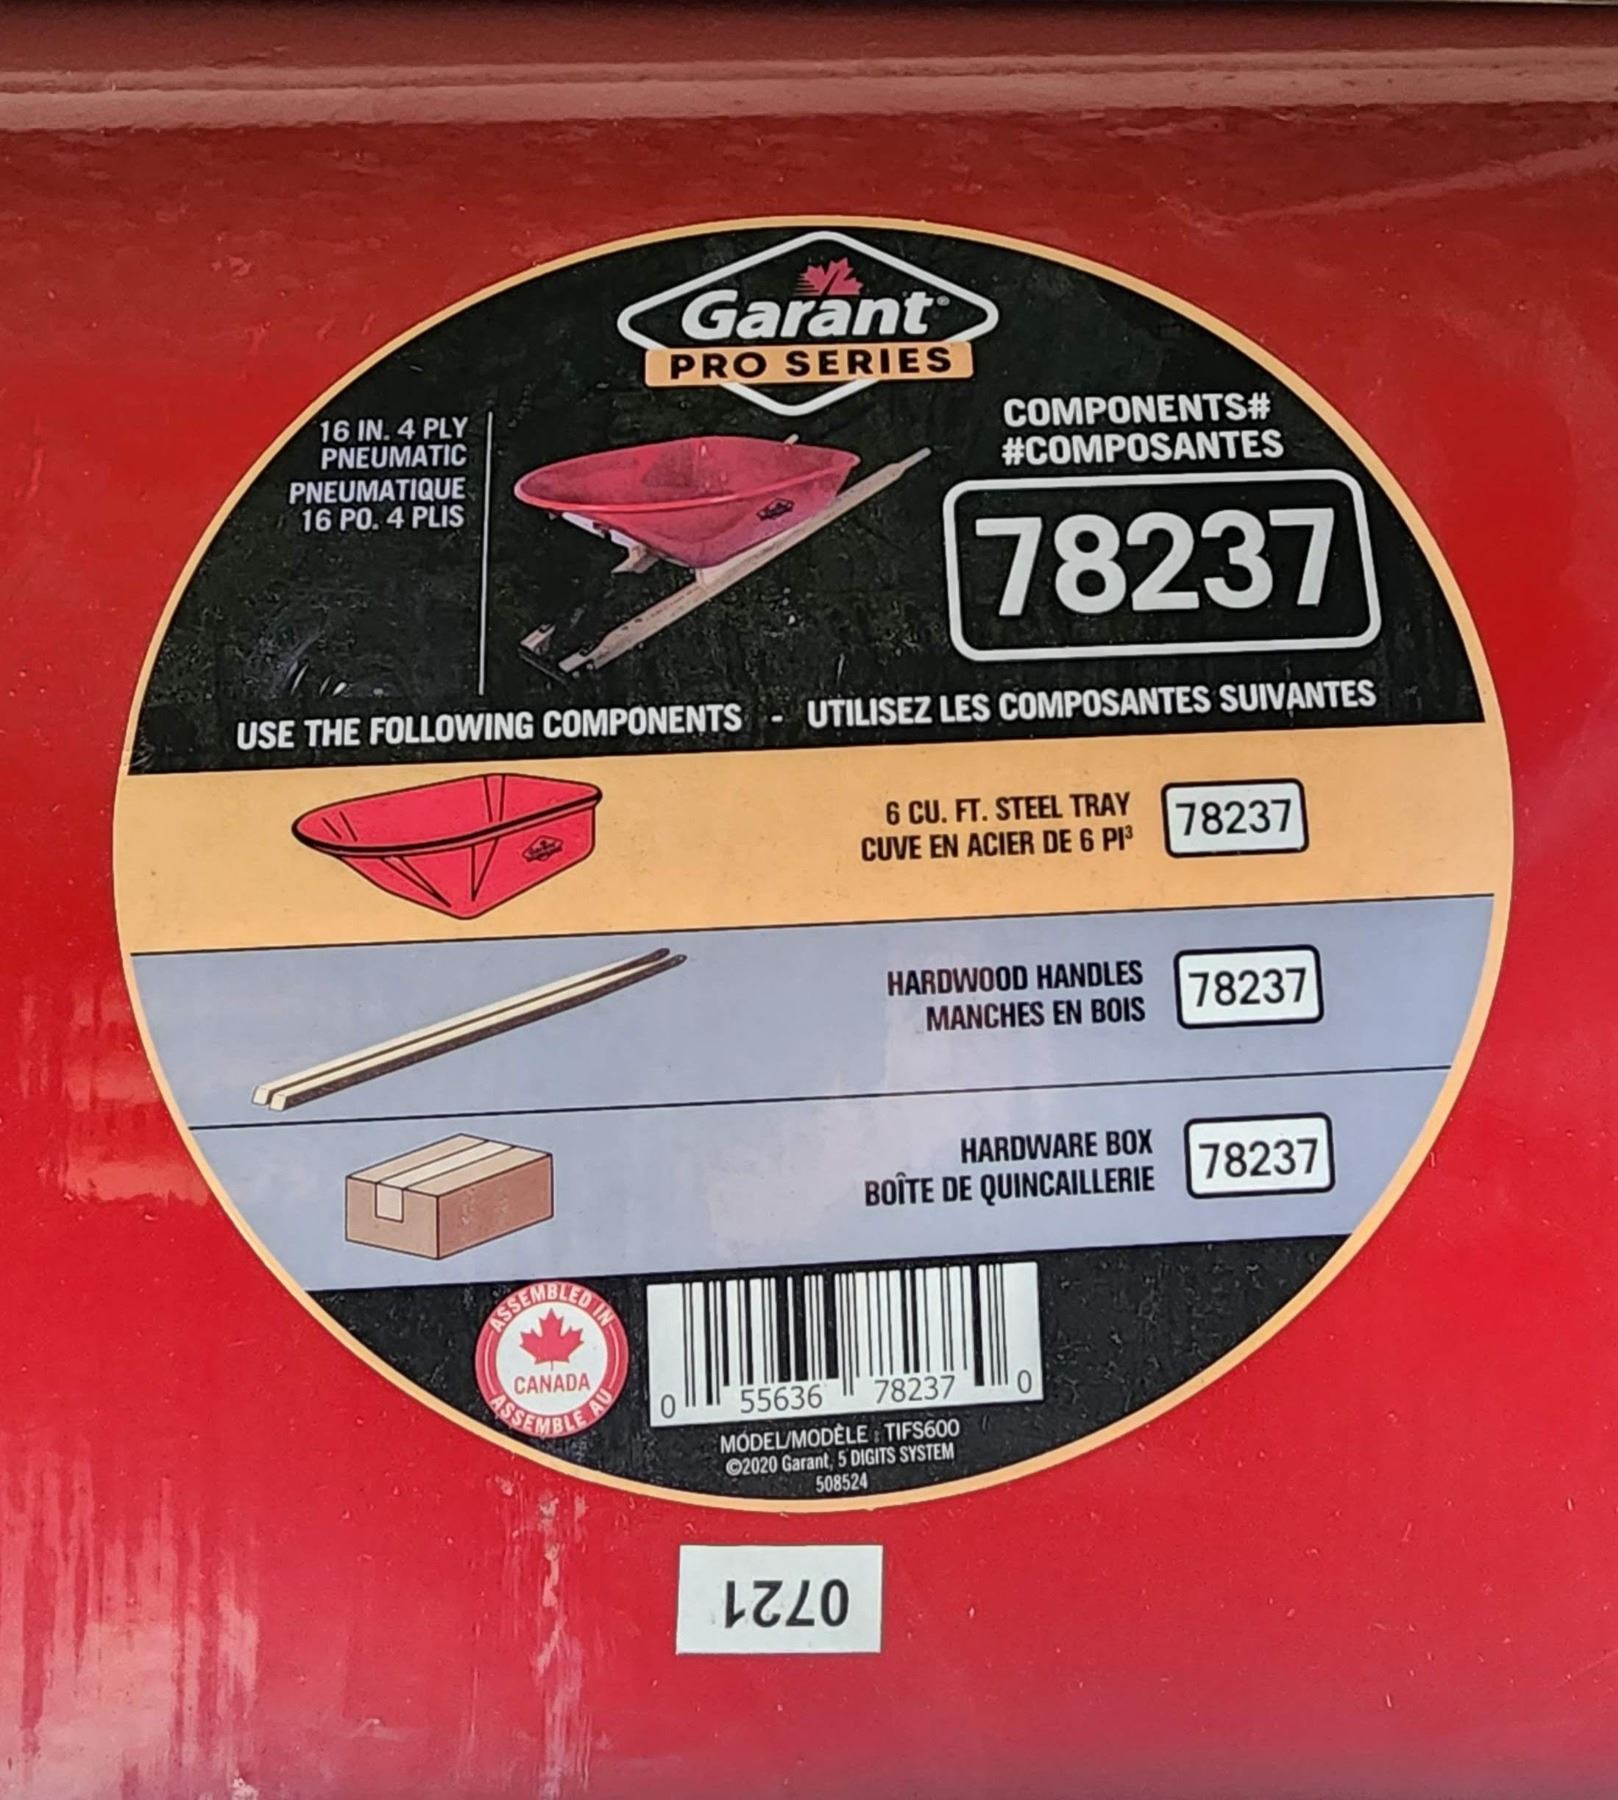 Garant®
PRO SERIES
16 IN. 4 PLY
PNEUMATIC
PNEUMATIQUE
16 PO. 4 PLIS
COMPONENTS#
#COMPOSANTES
78237
USE THE FOLLOWING COMPONENTS - UTILISEZ LES COMPOSANTES SUIVANTES
6 CU. FT. STEEL TRAY
CUVE EN ACIER DE 6 PI³
78237
Garant
HARDWOOD HANDLES
MANCHES EN BOIS
78237
HARDWARE BOX
BOÎTE DE QUINCAILLERIE
78237
ASSEMBLED IN
CANADA
ASSEMBLE AU
0 55636 78237 0
MODEL/MODÈLE : TIFS600
©2020 Garant, 5 DIGITS SYSTEM
508524
0721